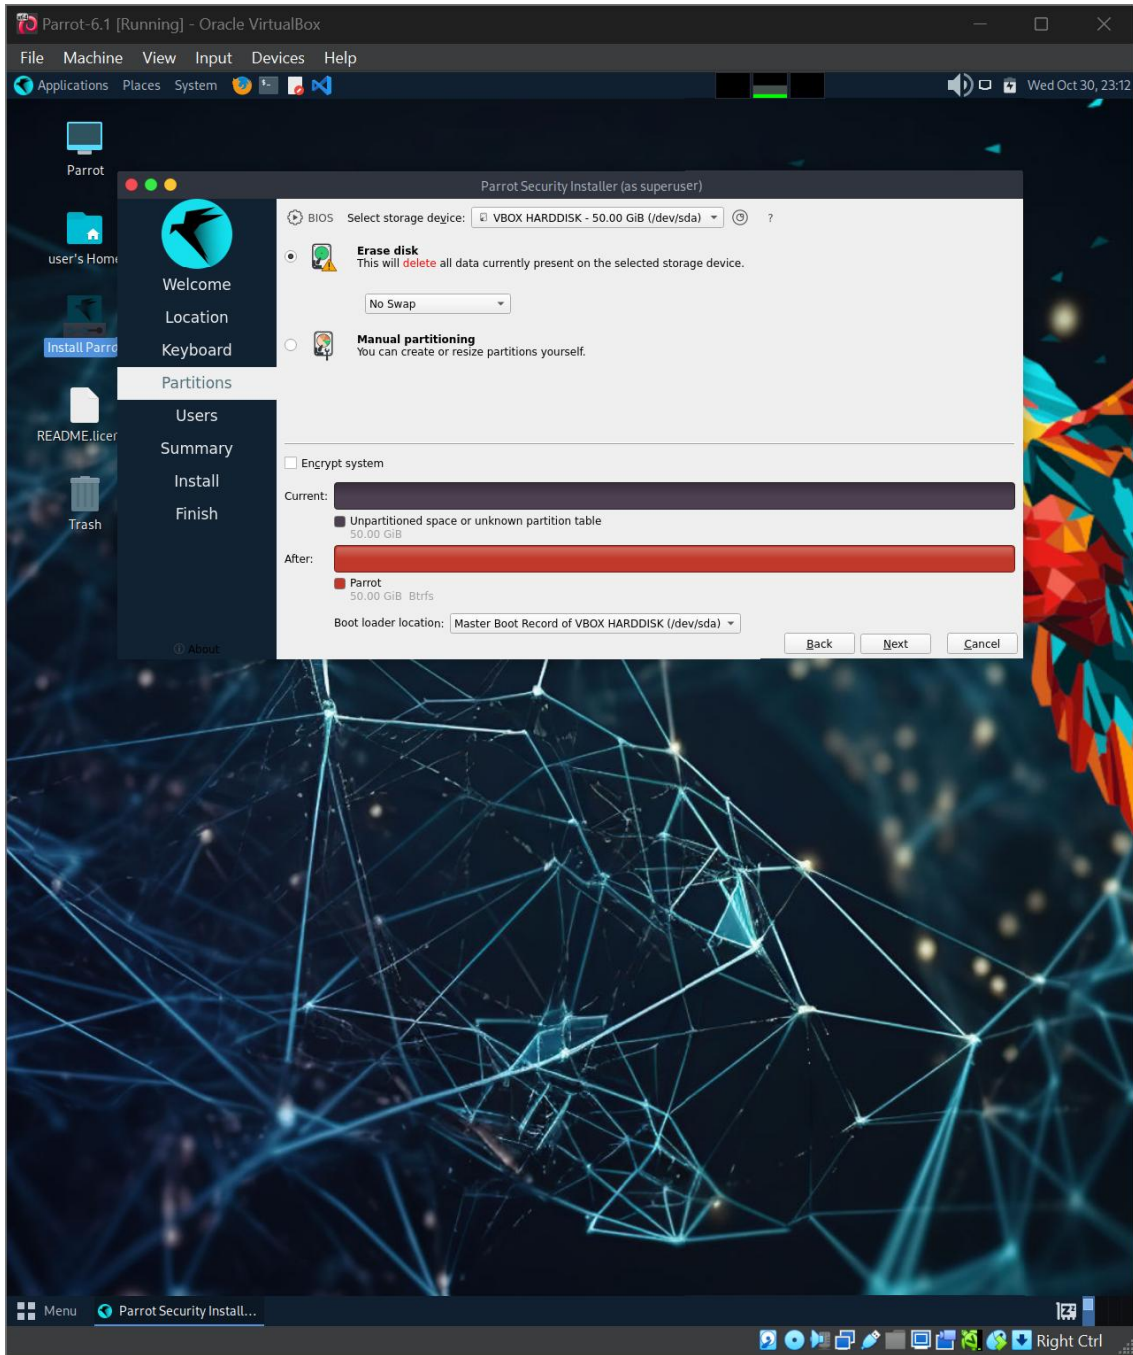 Parrot-6.1 [Running] - Oracle VirtualBox
File Machine View Input Devices Help
Applications Places System
Wed Oct 30, 23:12
Parrot
user's Home
Install Parro
README.licen
Trash
Parrot Security Installer (as superuser)
Welcome
Location
Keyboard
Partitions
Users
Summary
Install
Finish
About
BIOS Select storage device: VBOX HARDDISK - 50.00 GiB (/dev/sda) ?
Erase disk
This will delete all data currently present on the selected storage device.
No Swap
Manual partitioning
You can create or resize partitions yourself.
Encrypt system
Current:
Unpartitioned space or unknown partition table
50.00 GiB
After:
Parrot
50.00 GiB Btrfs
Boot loader location: Master Boot Record of VBOX HARDDISK (/dev/sda)
Back Next Cancel
Menu Parrot Security Install...
Right Ctrl